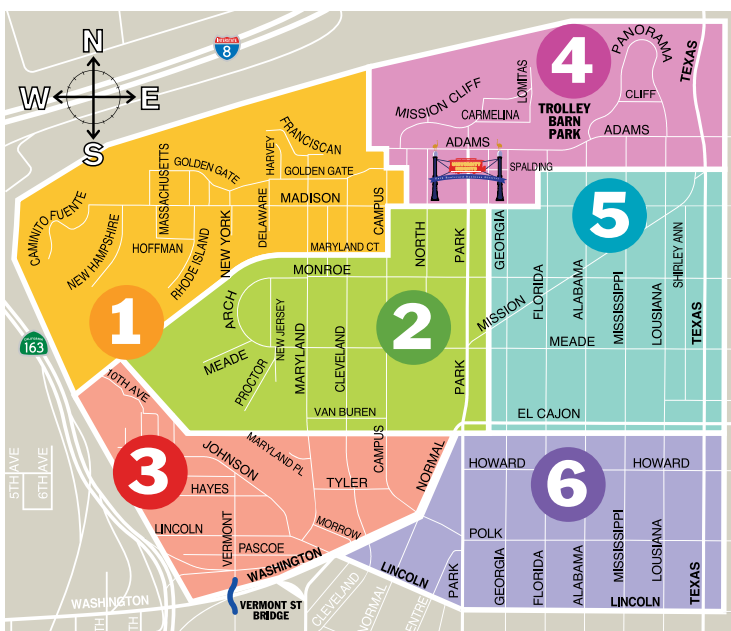 N
W
E
S
INTERSTATE
8
4
PANORAMA
TEXAS
LOMITAS
MISSION CLIFF
CARMELINA
CLIFF
TROLLEY
BARN
PARK
ADAMS
ADAMS
SPALDING
FRANCISCAN
HARVEY
MASSACHUSETTS
GOLDEN GATE
GOLDEN GATE
MADISON
DELAWARE
CAMPUS
CAMINITO FUENTE
NEW HAMPSHIRE
HOFFMAN
RHODE ISLAND
NEW YORK
MARYLAND CT
1
CALIFORNIA
163
MONROE
NORTH
PARK
ARCH
2
MEADE
PROCTOR
NEW JERSEY
MARYLAND
CLEVELAND
PARK
VAN BUREN
5
GEORGIA
FLORIDA
ALABAMA
MISSISSIPPI
LOUISIANA
SHIRLEY ANN
TEXAS
MISSION
MEADE
EL CAJON
10TH AVE
3
JOHNSON
MARYLAND PL
CAMPUS
NORMAL
TYLER
HAYES
LINCOLN
VERMONT
PASCOE
MORROW
WASHINGTON
5TH AVE
6TH AVE
WASHINGTON
VERMONT ST
BRIDGE
CLEVELAND
NORMAL
LINCOLN
6
HOWARD
HOWARD
POLK
PARK
GEORGIA
FLORIDA
ALABAMA
MISSISSIPPI
LOUISIANA
TEXAS
LINCOLN